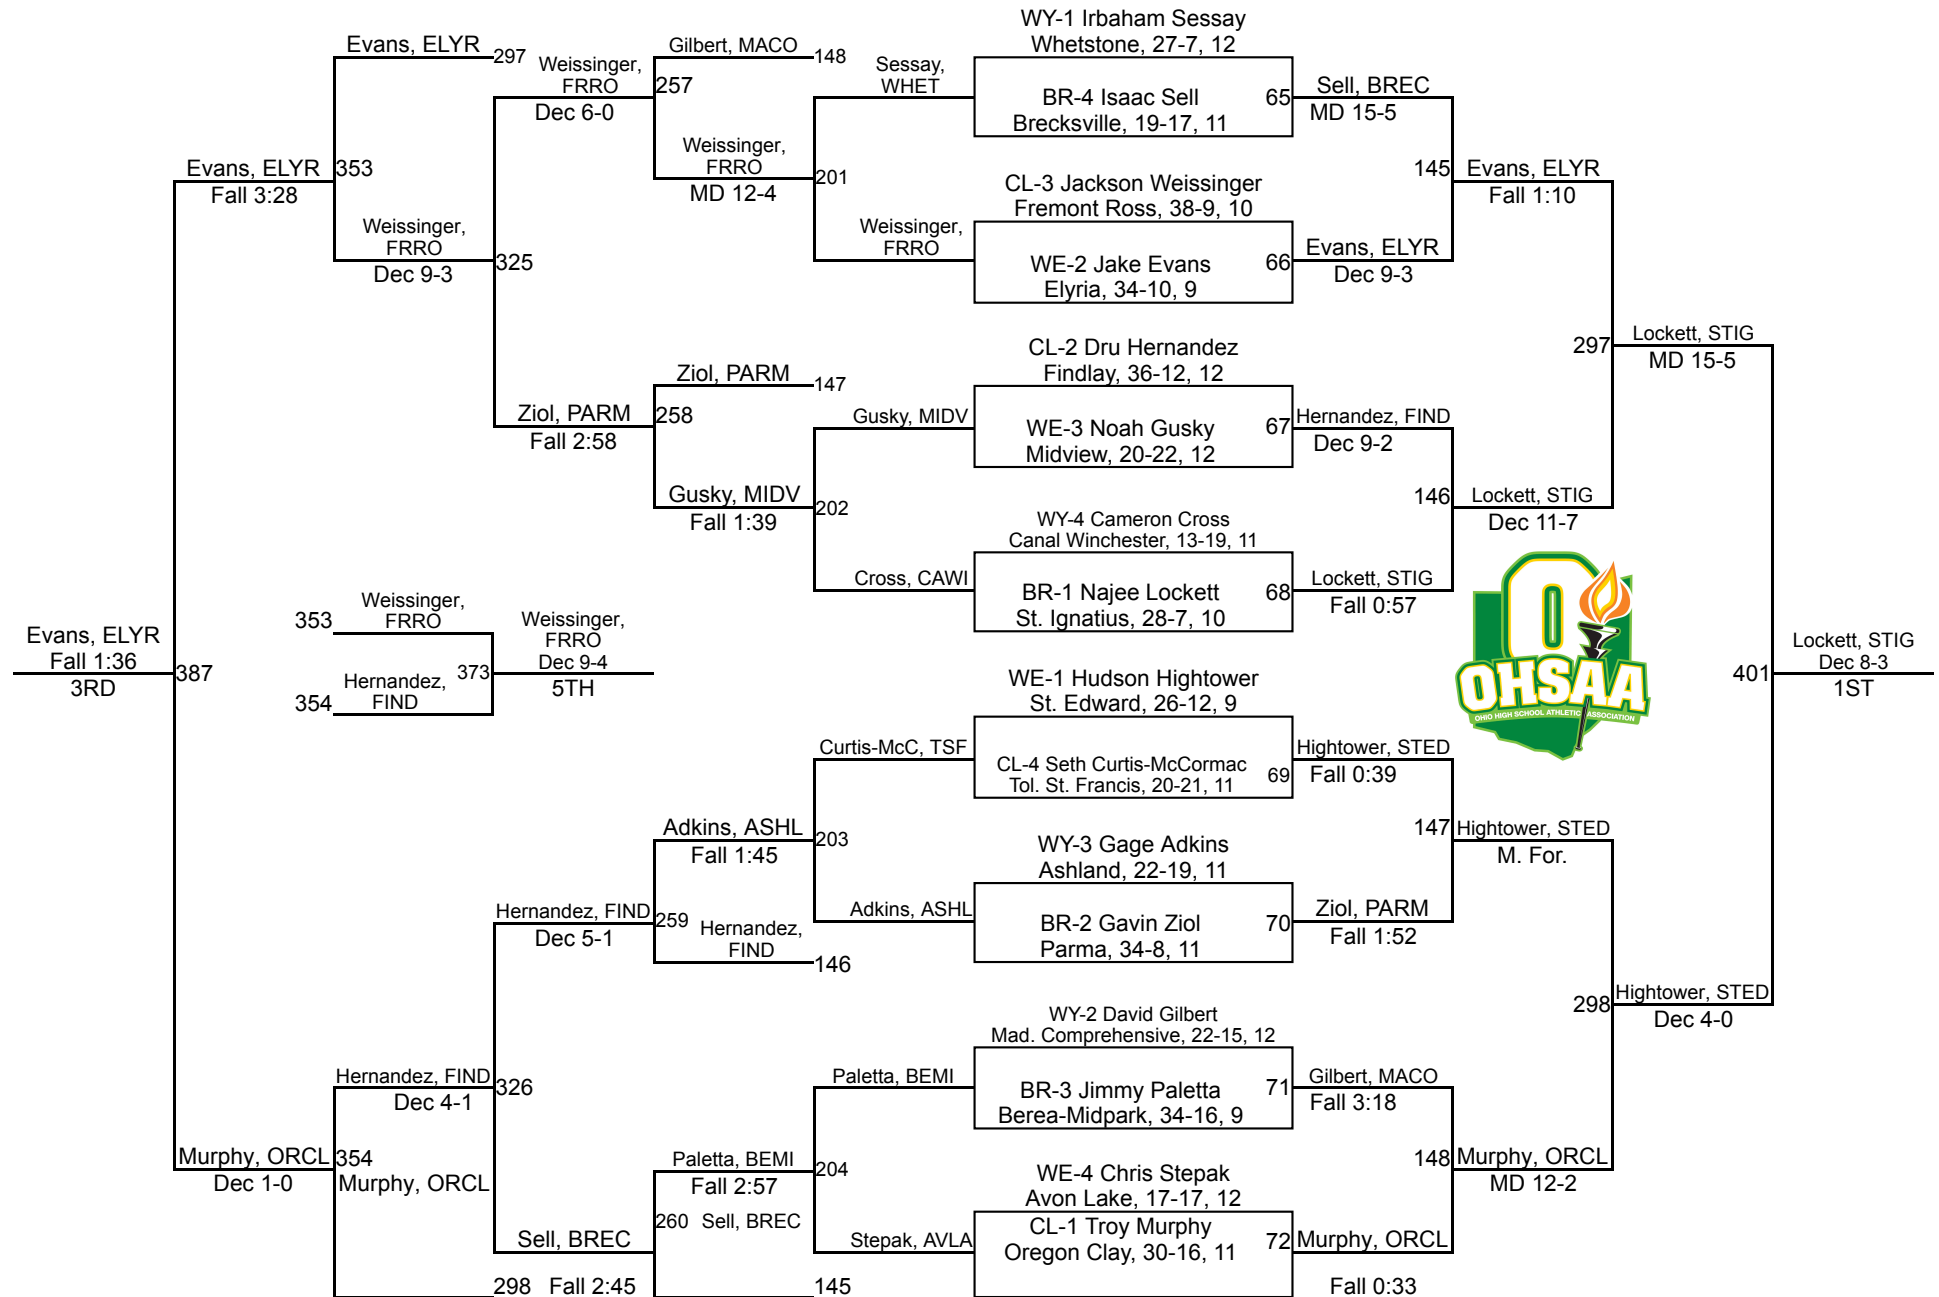 WY-1 Irbaham Sessay
Whetstone, 27-7, 12
Evans, ELYR
297
Weissinger,
FRRO
Dec 6-0
Gilbert, MACO
148
257
Sessay,
WHET
BR-4 Isaac Sell
Brecksville, 19-17, 11
65
Sell, BREC
MD 15-5
Weissinger,
FRRO
MD 12-4
201
145
Evans, ELYR
Fall 1:10
Evans, ELYR
Fall 3:28
353
CL-3 Jackson Weissinger
Fremont Ross, 38-9, 10
Weissinger,
FRRO
Dec 9-3
325
Weissinger,
FRRO
WE-2 Jake Evans
Elyria, 34-10, 9
66
Evans, ELYR
Dec 9-3
297
Lockett, STIG
MD 15-5
CL-2 Dru Hernandez
Findlay, 36-12, 12
Ziol, PARM
147
Ziol, PARM
Fall 2:58
258
Gusky, MIDV
WE-3 Noah Gusky
Midview, 20-22, 12
67
Hernandez, FIND
Dec 9-2
Gusky, MIDV
Fall 1:39
202
146
Lockett, STIG
Dec 11-7
WY-4 Cameron Cross
Canal Winchester, 13-19, 11
Cross, CAWI
BR-1 Najee Lockett
St. Ignatius, 28-7, 10
68
Lockett, STIG
Fall 0:57
O
OHSAA
OHIO HIGH SCHOOL ATHLETIC ASSOCIATION
353
Weissinger,
FRRO
Weissinger,
FRRO
Dec 9-4
5TH
373
354
Hernandez,
FIND
Evans, ELYR
Fall 1:36
3RD
387
401
Lockett, STIG
Dec 8-3
1ST
WE-1 Hudson Hightower
St. Edward, 26-12, 9
Curtis-McC, TSF
CL-4 Seth Curtis-McCormac
Tol. St. Francis, 20-21, 11
69
Hightower, STED
Fall 0:39
Adkins, ASHL
Fall 1:45
203
147
Hightower, STED
M. For.
WY-3 Gage Adkins
Ashland, 22-19, 11
Hernandez, FIND
Dec 5-1
259
Hernandez,
FIND
146
Adkins, ASHL
BR-2 Gavin Ziol
Parma, 34-8, 11
70
Ziol, PARM
Fall 1:52
298
Hightower, STED
Dec 4-0
WY-2 David Gilbert
Mad. Comprehensive, 22-15, 12
Hernandez, FIND
Dec 4-1
326
Paletta, BEMI
BR-3 Jimmy Paletta
Berea-Midpark, 34-16, 9
71
Gilbert, MACO
Fall 3:18
Murphy, ORCL
Dec 1-0
354
Murphy, ORCL
Paletta, BEMI
Fall 2:57
204
148
Murphy, ORCL
MD 12-2
WE-4 Chris Stepak
Avon Lake, 17-17, 12
Sell, BREC
Fall 2:45
260
Sell, BREC
Stepak, AVLA
CL-1 Troy Murphy
Oregon Clay, 30-16, 11
72
Murphy, ORCL
Fall 0:33
298
145